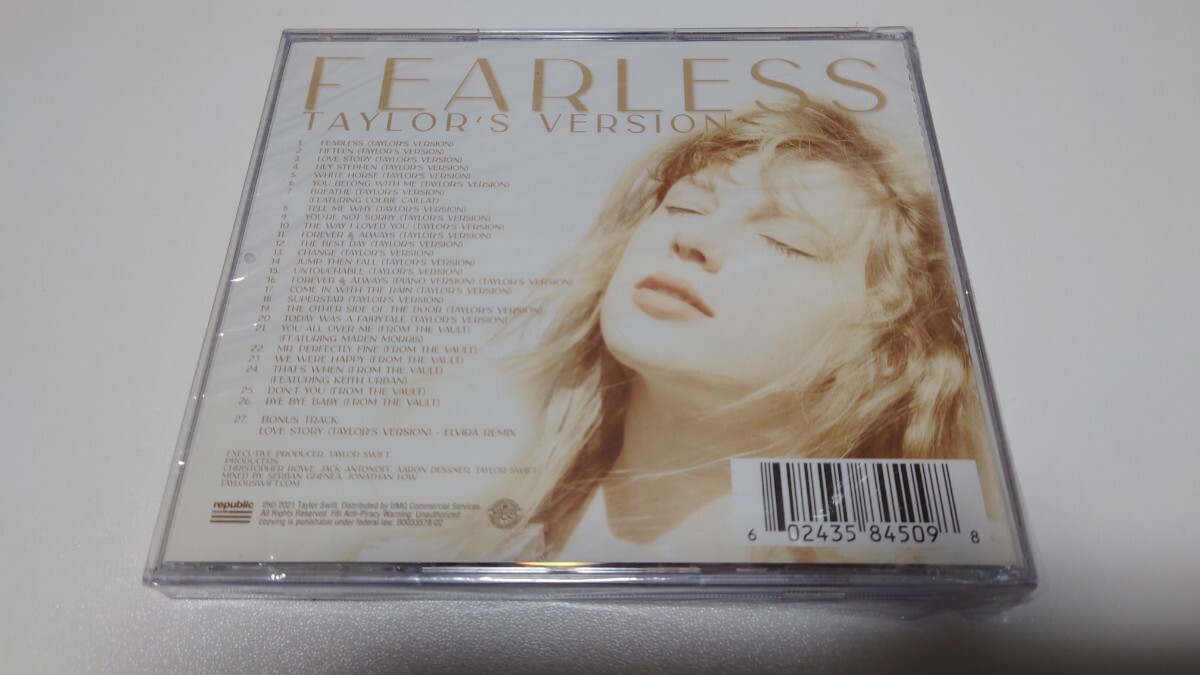 FEARLESS
TAYLOR'S VERSION
1. FEARLESS (TAYLOR'S VERSION)
2. FIFTEEN (TAYLOR'S VERSION)
3. LOVE STORY (TAYLOR'S VERSION)
4. HEY STEPHEN (TAYLOR'S VERSION)
5. WHITE HORSE (TAYLOR'S VERSION)
6. YOU BELONG WITH ME (TAYLOR'S VERSION)
7. BREATHE (TAYLOR'S VERSION)
(FEATURING COLBIE CAILLAT)
8. TELL ME WHY (TAYLOR'S VERSION)
9. YOU'RE NOT SORRY (TAYLOR'S VERSION)
10. THE WAY I LOVED YOU (TAYLOR'S VERSION)
11. FOREVER & ALWAYS (TAYLOR'S VERSION)
12. THE BEST DAY (TAYLOR'S VERSION)
13. CHANGE (TAYLOR'S VERSION)
14. JUMP THEN FALL (TAYLOR'S VERSION)
15. UNTOUCHABLE (TAYLOR'S VERSION)
16. FOREVER & ALWAYS (PIANO VERSION) (TAYLOR'S VERSION)
17. COME IN WITH THE RAIN (TAYLOR'S VERSION)
18. SUPERSTAR (TAYLOR'S VERSION)
19. THE OTHER SIDE OF THE DOOR (TAYLOR'S VERSION)
20. TODAY WAS A FAIRYTALE (TAYLOR'S VERSION)
21. YOU ALL OVER ME (FROM THE VAULT)
(FEATURING MAREN MORRIS)
22. MR. PERFECTLY FINE (FROM THE VAULT)
23. WE WERE HAPPY (FROM THE VAULT)
24. THAT'S WHEN (FROM THE VAULT)
(FEATURING KEITH URBAN)
25. DON'T YOU (FROM THE VAULT)
26. BYE BYE BABY (FROM THE VAULT)
27. BONUS TRACK:
LOVE STORY (TAYLOR'S VERSION) - ELVIRA REMIX
EXECUTIVE PRODUCER: TAYLOR SWIFT
PRODUCERS:
CHRISTOPHER ROWE, JACK ANTONOFF, AARON DESSNER, TAYLOR SWIFT
MIXED BY SERBAN GHENEA, JONATHAN LOW
TAYLORSWIFT.COM
republic
℗© 2021 Taylor Swift. Distributed by UMG Commercial Services.
All Rights Reserved. FBI Anti-Piracy Warning: Unauthorized
copying is punishable under federal law. B0033578-02
6 02435 84509 8